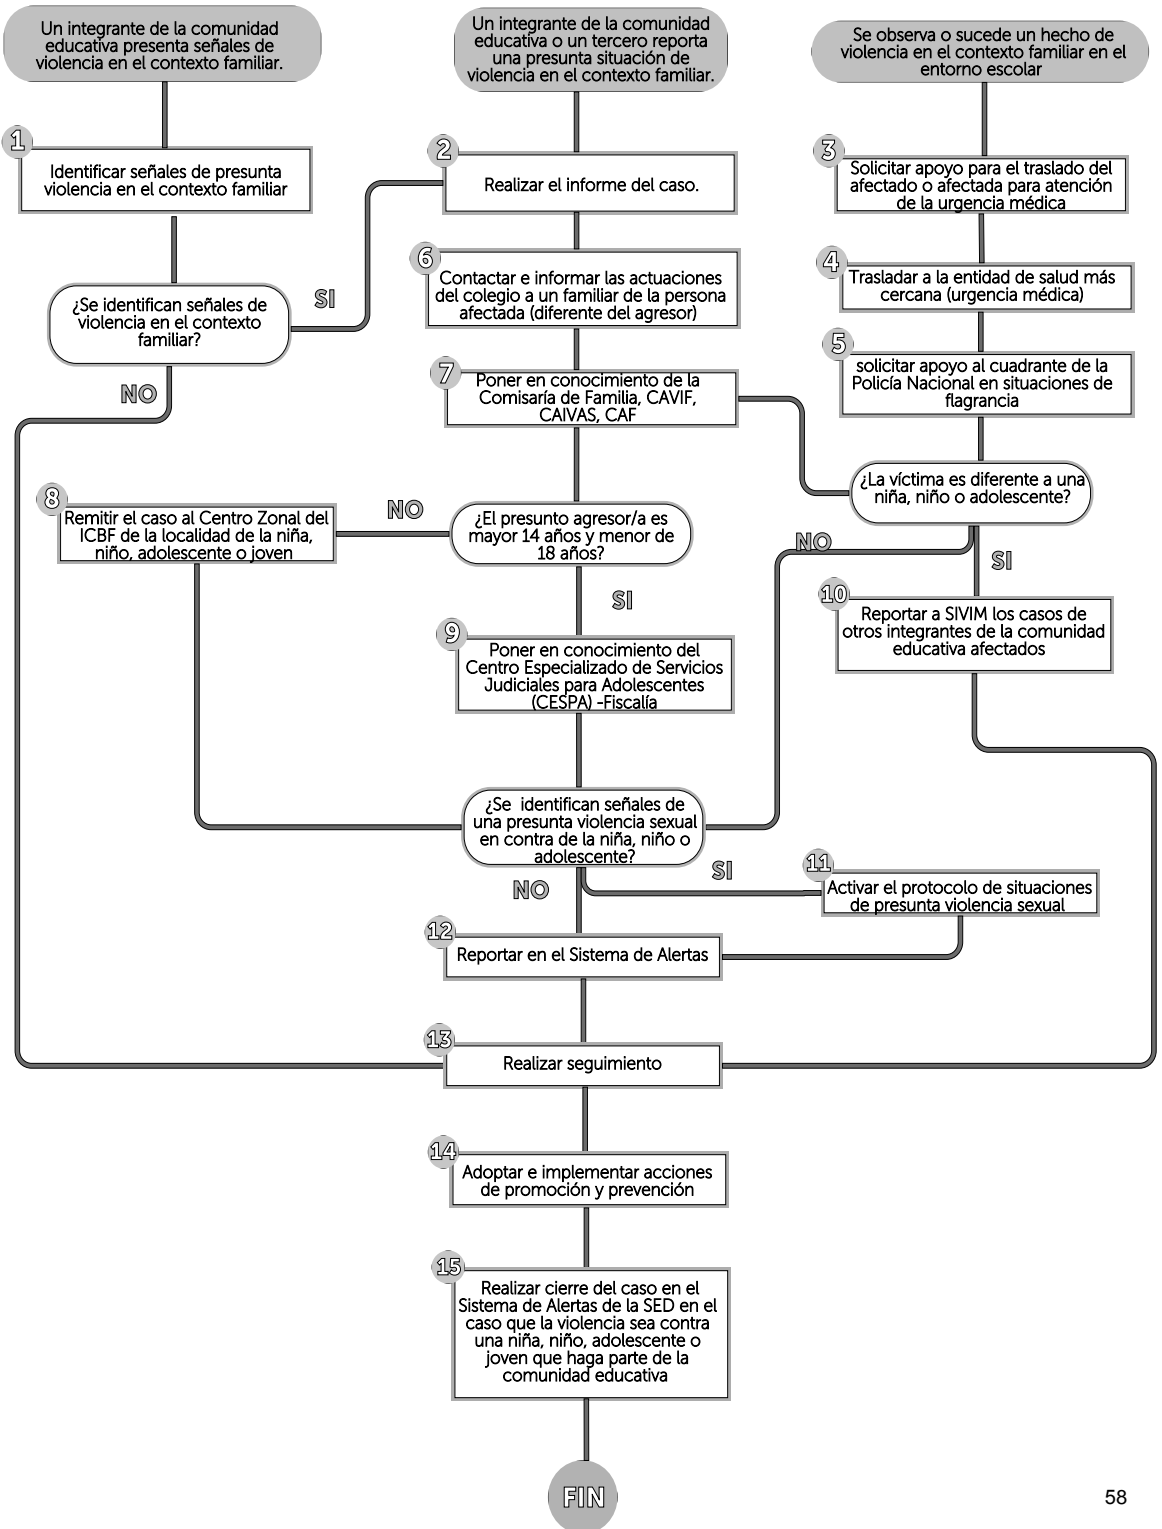 Un integrante de la comunidad
educativa presenta señales de
violencia en el contexto familiar.
Un integrante de la comunidad
educativa o un tercero reporta
una presunta situación de
violencia en el contexto familiar.
Se observa o sucede un hecho de
violencia en el contexto familiar en el
entorno escolar
1
Identificar señales de presunta
violencia en el contexto familiar
2
Realizar el informe del caso.
3
Solicitar apoyo para el traslado del
afectado o afectada para atención
de la urgencia médica
¿Se identifican señales de
violencia en el contexto
familiar?
SI
NO
6
Contactar e informar las actuaciones
del colegio a un familiar de la persona
afectada (diferente del agresor)
4
Trasladar a la entidad de salud más
cercana (urgencia médica)
5
solicitar apoyo al cuadrante de la
Policía Nacional en situaciones de
flagrancia
7
Poner en conocimiento de la
Comisaría de Familia, CAVIF,
CAIVAS, CAF
¿La víctima es diferente a una
niña, niño o adolescente?
NO
SI
8
Remitir el caso al Centro Zonal del
ICBF de la localidad de la niña,
niño, adolescente o joven
NO
¿El presunto agresor/a es
mayor 14 años y menor de
18 años?
SI
10
Reportar a SIVIM los casos de
otros integrantes de la comunidad
educativa afectados
9
Poner en conocimiento del
Centro Especializado de Servicios
Judiciales para Adolescentes
(CESPA) -Fiscalía
¿Se identifican señales de
una presunta violencia sexual
en contra de la niña, niño o
adolescente?
SI
NO
11
Activar el protocolo de situaciones
de presunta violencia sexual
12
Reportar en el Sistema de Alertas
13
Realizar seguimiento
14
Adoptar e implementar acciones
de promoción y prevención
15
Realizar cierre del caso en el
Sistema de Alertas de la SED en el
caso que la violencia sea contra
una niña, niño, adolescente o
joven que haga parte de la
comunidad educativa
FIN
58